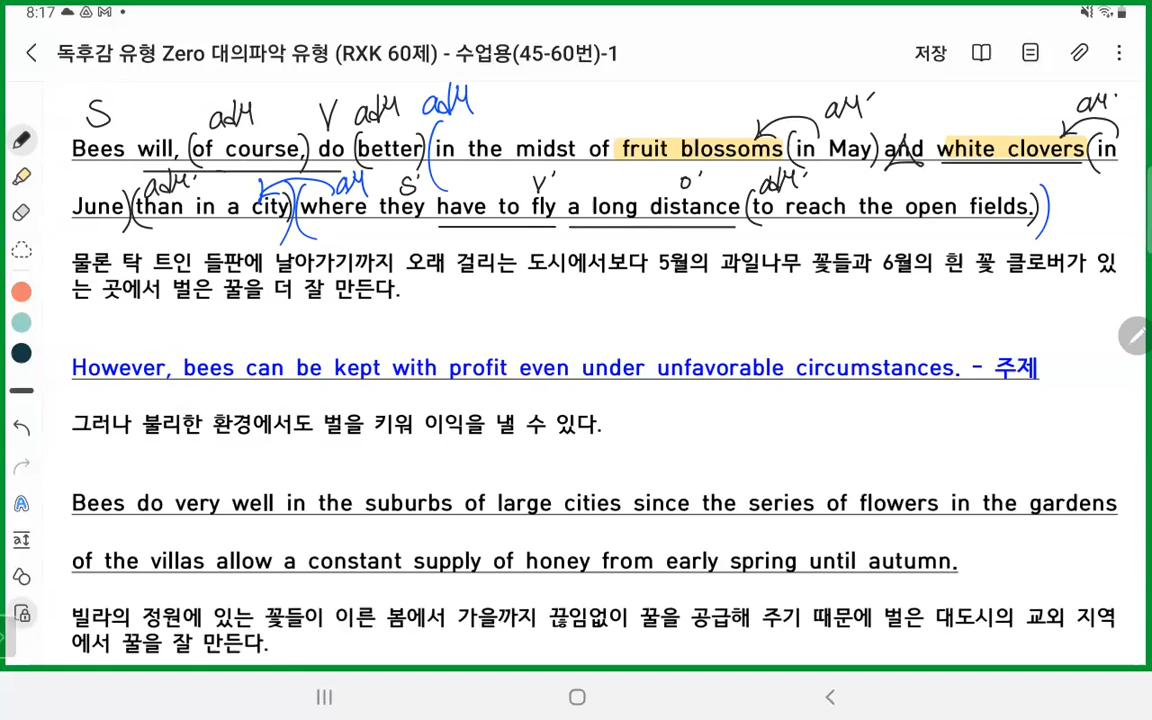 8:17
독후감 유형 Zero 대의파악 유형 (RXK 60제) - 수업용(45-60번)-1
저장
S adM V adM adM aM' aM'
Bees will, (of course,) do (better) (in the midst of fruit blossoms (in May) and white clovers (in
adM' aM S' V' O' adM'
June) (than in a city) (where they have to fly a long distance (to reach the open fields.))
물론 탁 트인 들판에 날아가기까지 오래 걸리는 도시에서보다 5월의 과일나무 꽃들과 6월의 흰 꽃 클로버가 있
는 곳에서 벌은 꿀을 더 잘 만든다.
However, bees can be kept with profit even under unfavorable circumstances. - 주제
그러나 불리한 환경에서도 벌을 키워 이익을 낼 수 있다.
Bees do very well in the suburbs of large cities since the series of flowers in the gardens
of the villas allow a constant supply of honey from early spring until autumn.
빌라의 정원에 있는 꽃들이 이른 봄에서 가을까지 끊임없이 꿀을 공급해 주기 때문에 벌은 대도시의 교외 지역
에서 꿀을 잘 만든다.